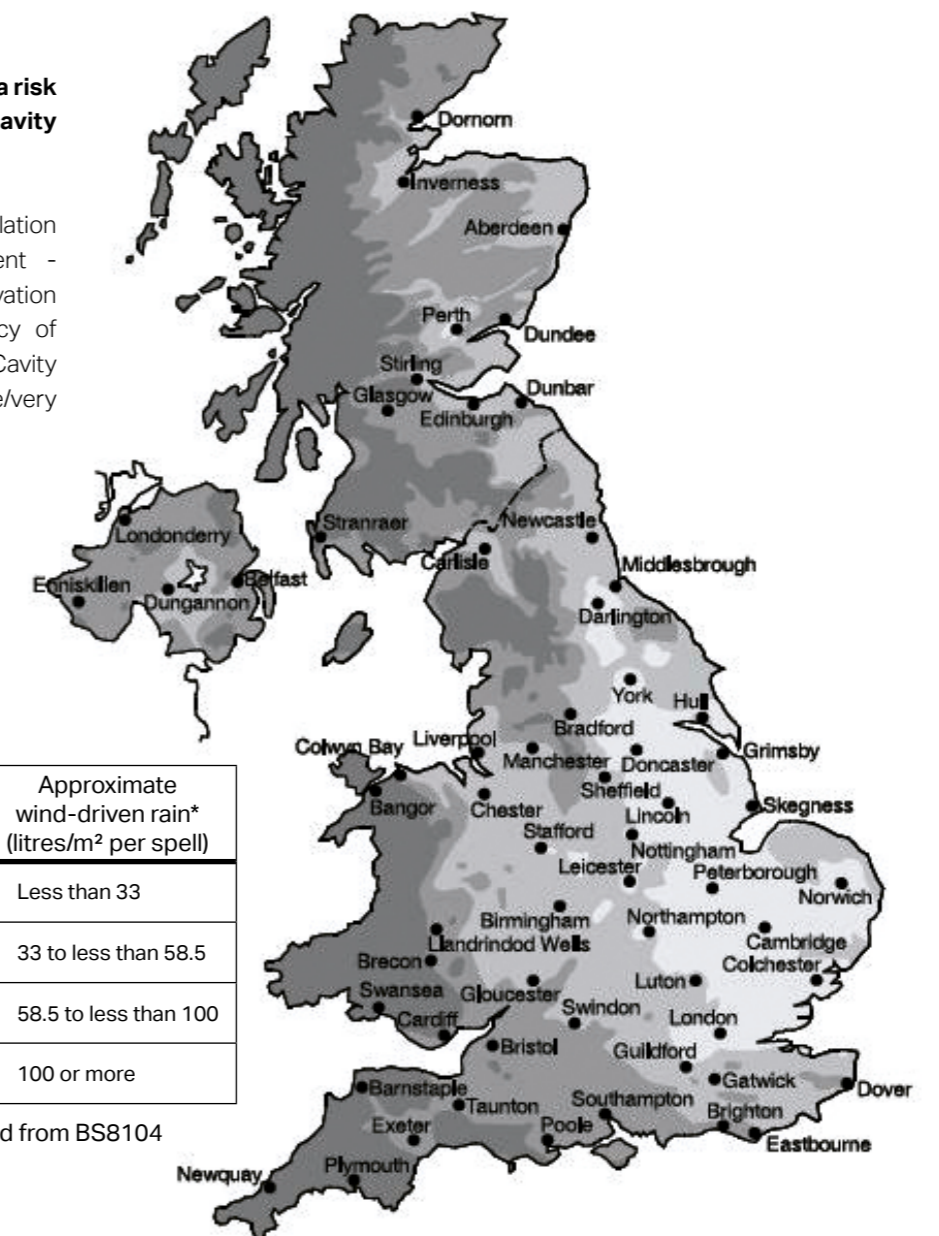 a risk
avity
lation
ent -
vation
cy of
Cavity
e/very
Dornorn
Inverness
Aberdeen
Perth
Dundee
Stirling
Glasgow
Dunbar
Edinburgh
Londonderry
Stranraer
Newcastle
Carlisle
Middlesbrough
Enniskillen
Belfast
Dungannon
Darlington
York
Hull
Bradford
Colwyn Bay
Liverpool
Manchester
Doncaster
Grimsby
Bangor
Chester
Sheffield
Lincoln
Skegness
Stafford
Nottingham
Leicester
Peterborough
Norwich
Birmingham
Northampton
Llandrindod Wells
Cambridge
Brecon
Colchester
Swansea
Gloucester
Luton
Cardiff
Swindon
London
Bristol
Guildford
Gatwick
Dover
Barnstaple
Taunton
Southampton
Brighton
Exeter
Poole
Eastbourne
Newquay
Plymouth
Approximate
wind-driven rain*
(litres/m² per spell)
Less than 33
33 to less than 58.5
58.5 to less than 100
100 or more
d from BS8104